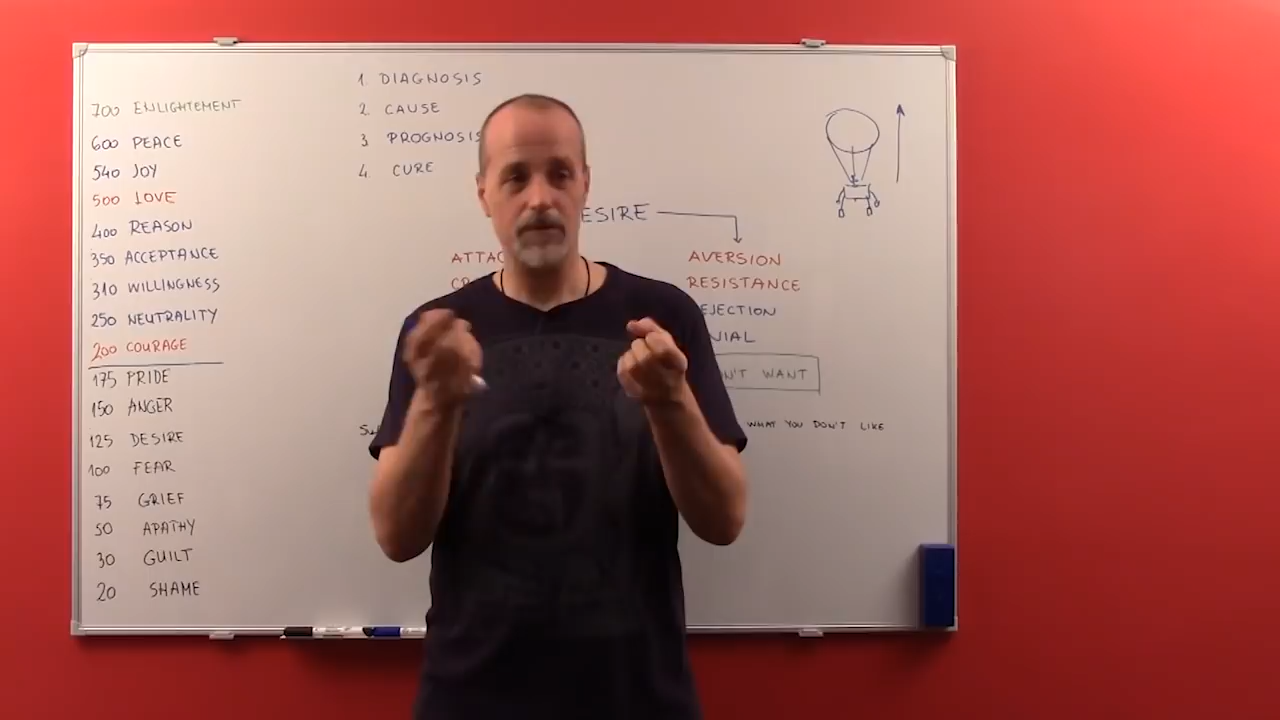 700 ENLIGHTEMENT
600 PEACE
540 JOY
500 LOVE
400 REASON
350 ACCEPTANCE
310 WILLINGNESS
250 NEUTRALITY
200 COURAGE
175 PRIDE
150 ANGER
125 DESIRE
100 FEAR
75 GRIEF
50 APATHY
30 GUILT
20 SHAME
1. DIAGNOSIS
2. CAUSE
3 PROGNOSIS
4. CURE
ESIRE
ATTAC
CR
AVERSION
RESISTANCE
EJECTION
NIAL
N'T WANT
WHAT YOU DON'T LIKE